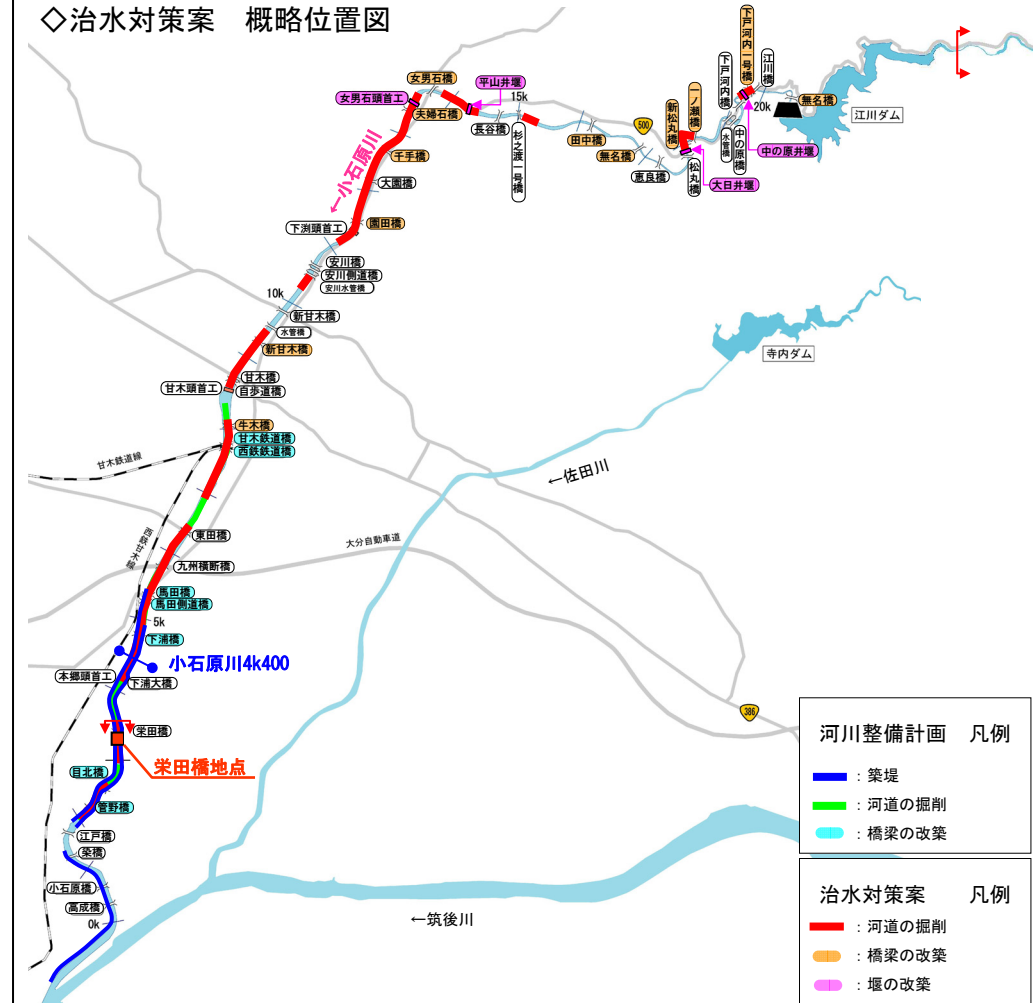 ◇治水対策案 概略位置図
女男石橋
平山井堰
女男石頭首工
夫婦石橋
15k
長谷橋
杉之渡一号橋
500
田中橋
無名橋
恵良橋
新松丸橋
一ノ瀬橋
松丸橋
大日井堰
下戸河内橋
下戸河内一号橋
江川橋
20k
水管橋
中の原橋
中の原井堰
無名橋
江川ダム
←小石原川
千手橋
大園橋
園田橋
下渕頭首工
安川橋
安川側道橋
安川水管橋
10k
新甘木橋
水管橋
新甘木橋
甘木橋
甘木頭首工
自歩道橋
牛木橋
甘木鉄道橋
西鉄鉄道橋
甘木鉄道線
西鉄甘木線
寺内ダム
←佐田川
東田橋
大分自動車道
九州横断橋
馬田橋
馬田側道橋
5k
下浦橋
小石原川4k400
本郷頭首工
下浦大橋
栄田橋
栄田橋地点
386
目北橋
管野橋
江戸橋
染橋
小石原橋
高成橋
0k
←筑後川
河川整備計画 凡例
：築堤
：河道の掘削
：橋梁の改築
治水対策案 凡例
：河道の掘削
：橋梁の改築
：堰の改築